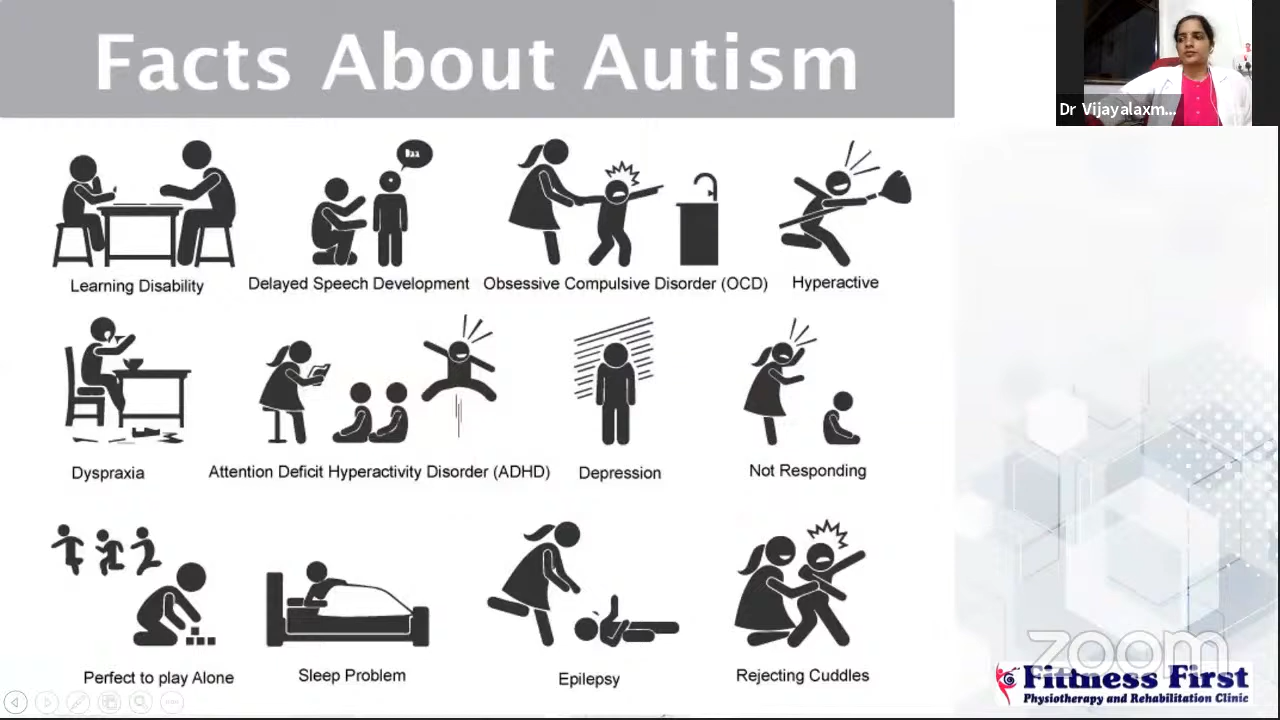 Facts About Autism
Dr Vijayalaxm...
Learning Disability
Delayed Speech Development
Obsessive Compulsive Disorder (OCD)
Hyperactive
Dyspraxia
Attention Deficit Hyperactivity Disorder (ADHD)
Depression
Not Responding
Perfect to play Alone
Sleep Problem
Epilepsy
Rejecting Cuddles
zoom
Fittness First
Physiotherapy and Rehabilitation Clinic